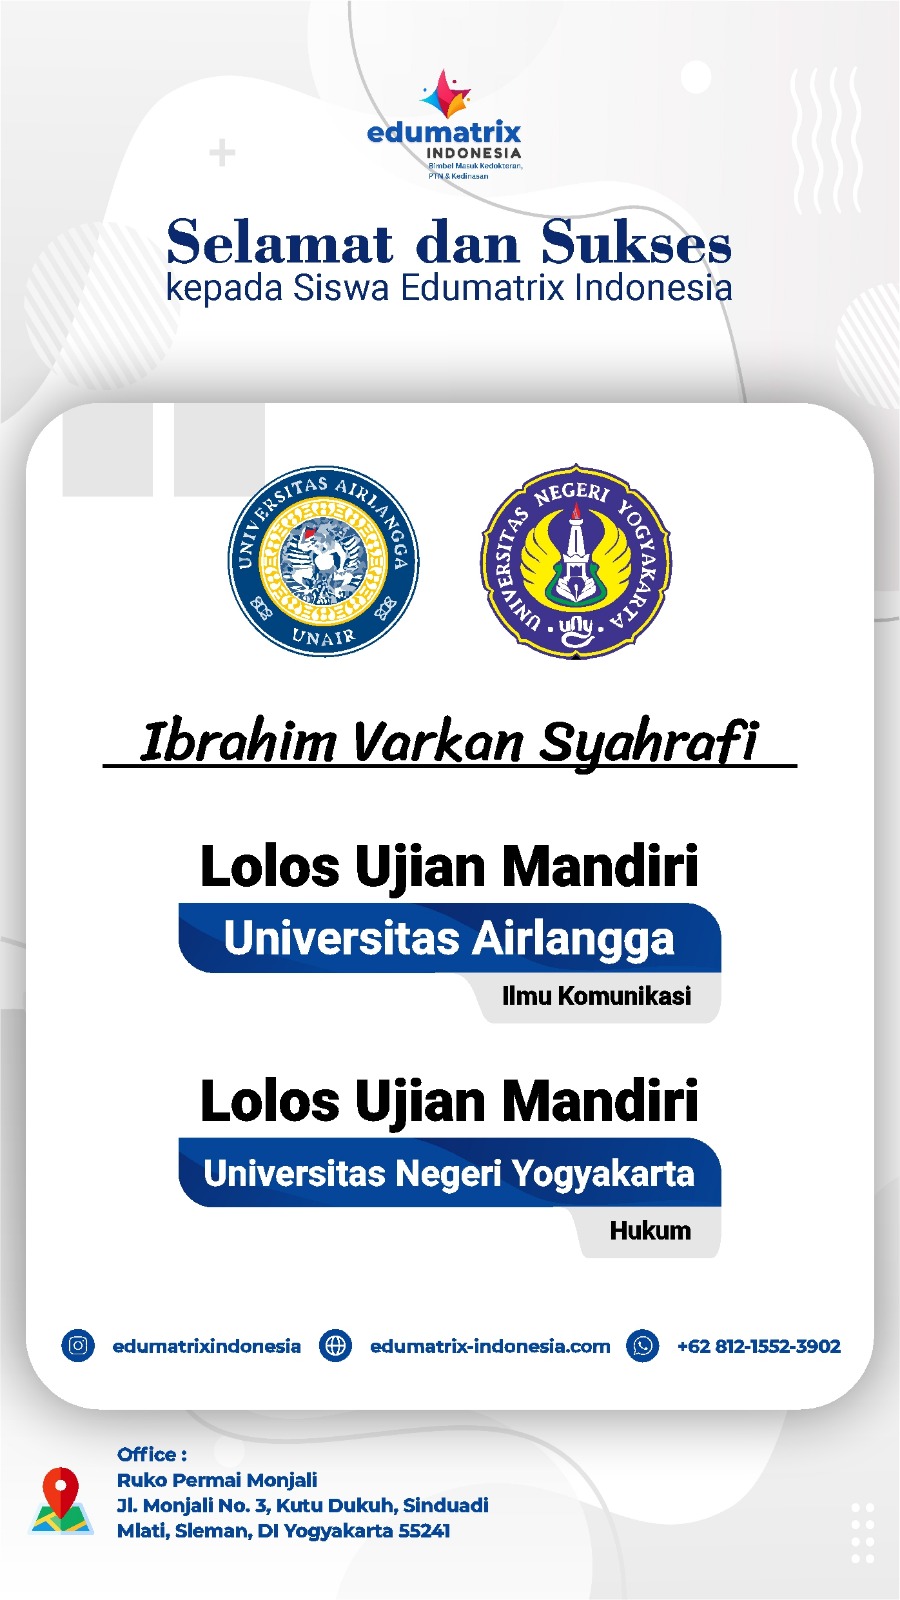 edumatrix
INDONESIA
Bimbel Masuk Kedokteran,
PTN & Kedinasan
Selamat dan Sukses
kepada Siswa Edumatrix Indonesia
UNIVERSITAS AIRLANGGA
UNAIR
UNIVERSITAS NEGERI YOGYAKARTA
uny
Ibrahim Varkan Syahrafi
Lolos Ujian Mandiri
Universitas Airlangga
Ilmu Komunikasi
Lolos Ujian Mandiri
Universitas Negeri Yogyakarta
Hukum
edumatrixindonesia edumatrix-indonesia.com +62 812-1552-3902
Office :
Ruko Permai Monjali
Jl. Monjali No. 3, Kutu Dukuh, Sinduadi
Mlati, Sleman, DI Yogyakarta 55241